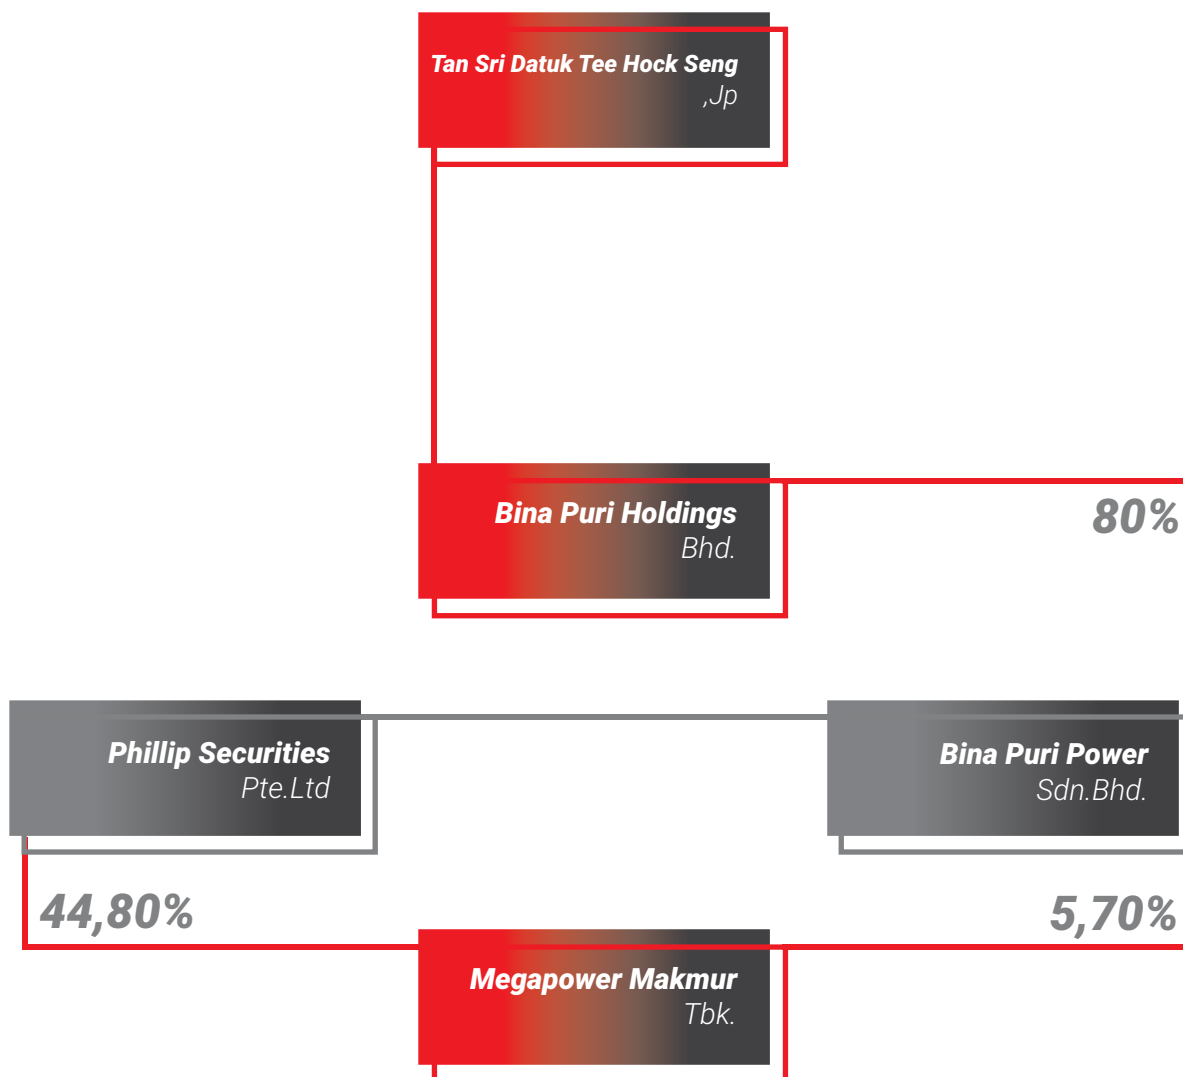 Tan Sri Datuk Tee Hock Seng
,Jp
Bina Puri Holdings
Bhd.
80%
Phillip Securities
Pte.Ltd
Bina Puri Power
Sdn.Bhd.
44,80%
5,70%
Megapower Makmur
Tbk.